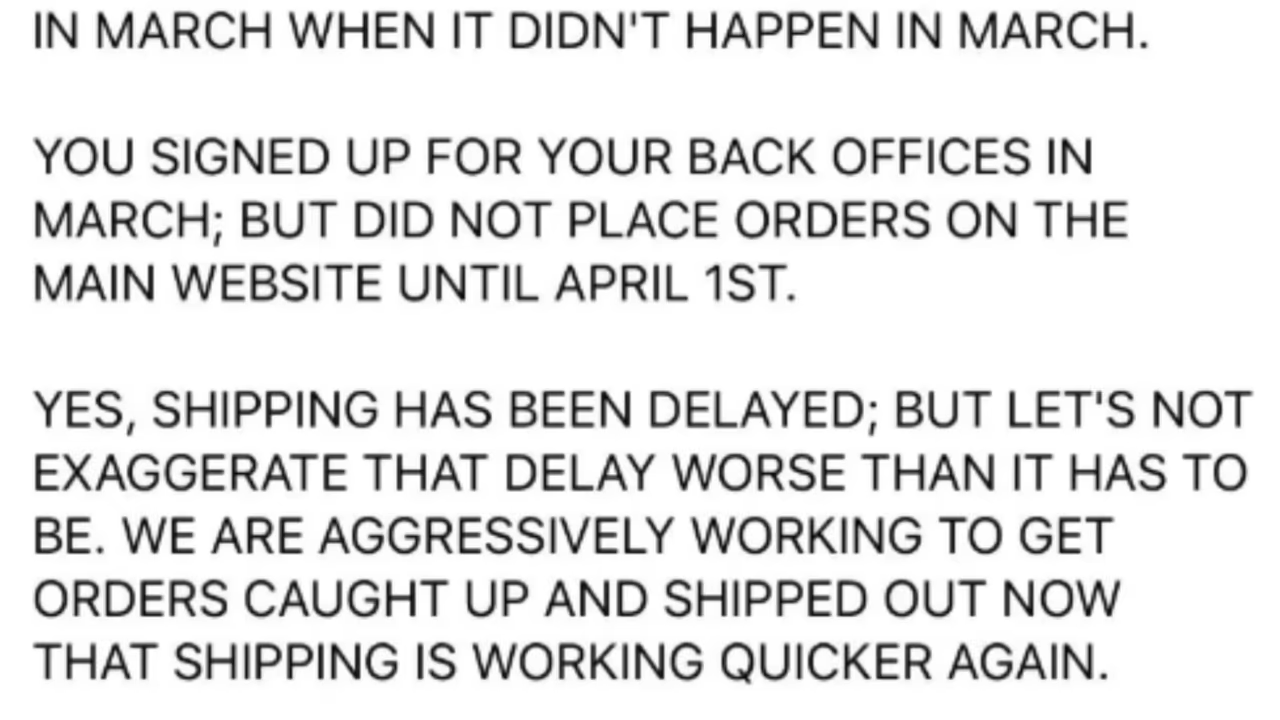 IN MARCH WHEN IT DIDN'T HAPPEN IN MARCH.
YOU SIGNED UP FOR YOUR BACK OFFICES IN
MARCH; BUT DID NOT PLACE ORDERS ON THE
MAIN WEBSITE UNTIL APRIL 1ST.
YES, SHIPPING HAS BEEN DELAYED; BUT LET'S NOT
EXAGGERATE THAT DELAY WORSE THAN IT HAS TO
BE. WE ARE AGGRESSIVELY WORKING TO GET
ORDERS CAUGHT UP AND SHIPPED OUT NOW
THAT SHIPPING IS WORKING QUICKER AGAIN.